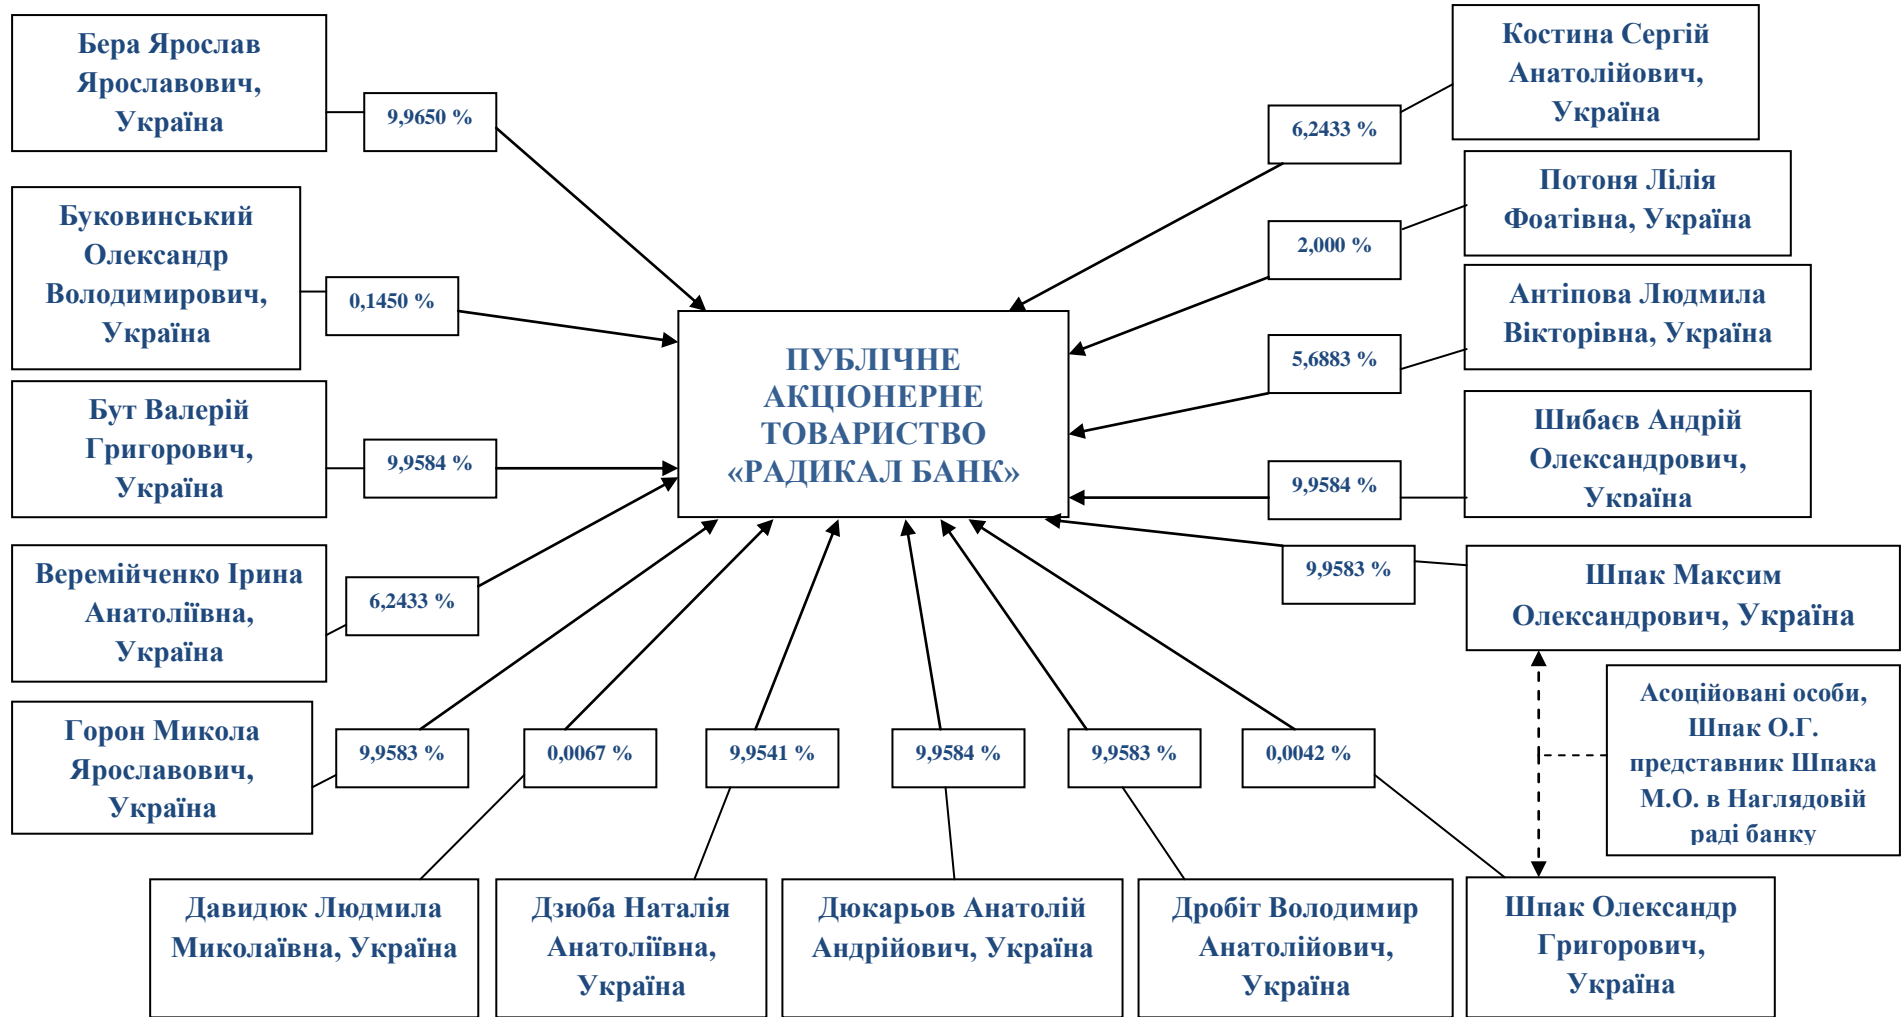 Бера Ярослав
Ярославович,
Україна
9,9650 %
Буковинський
Олександр
Володимирович,
Україна
0,1450 %
Бут Валерій
Григорович,
Україна
9,9584 %
Веремійченко Ірина
Анатоліївна,
Україна
6,2433 %
Горон Микола
Ярославович,
Україна
9,9583 %
ПУБЛІЧНЕ
АКЦІОНЕРНЕ
ТОВАРИСТВО
«РАДИКАЛ БАНК»
Костина Сергій
Анатолійович,
Україна
6,2433 %
Потоня Лілія
Фоатівна, Україна
2,000 %
Антіпова Людмила
Вікторівна, Україна
5,6883 %
Шибаєв Андрій
Олександрович,
Україна
9,9584 %
Шпак Максим
Олександрович, Україна
9,9583 %
Асоційовані особи,
Шпак О.Г.
представник Шпака
М.О. в Наглядовій
раді банку
0,0067 %
9,9541 %
9,9584 %
9,9583 %
0,0042 %
Давидюк Людмила
Миколаївна, Україна
Дзюба Наталія
Анатоліївна,
Україна
Дюкарьов Анатолій
Андрійович, Україна
Дробіт Володимир
Анатолійович,
Україна
Шпак Олександр
Григорович,
Україна